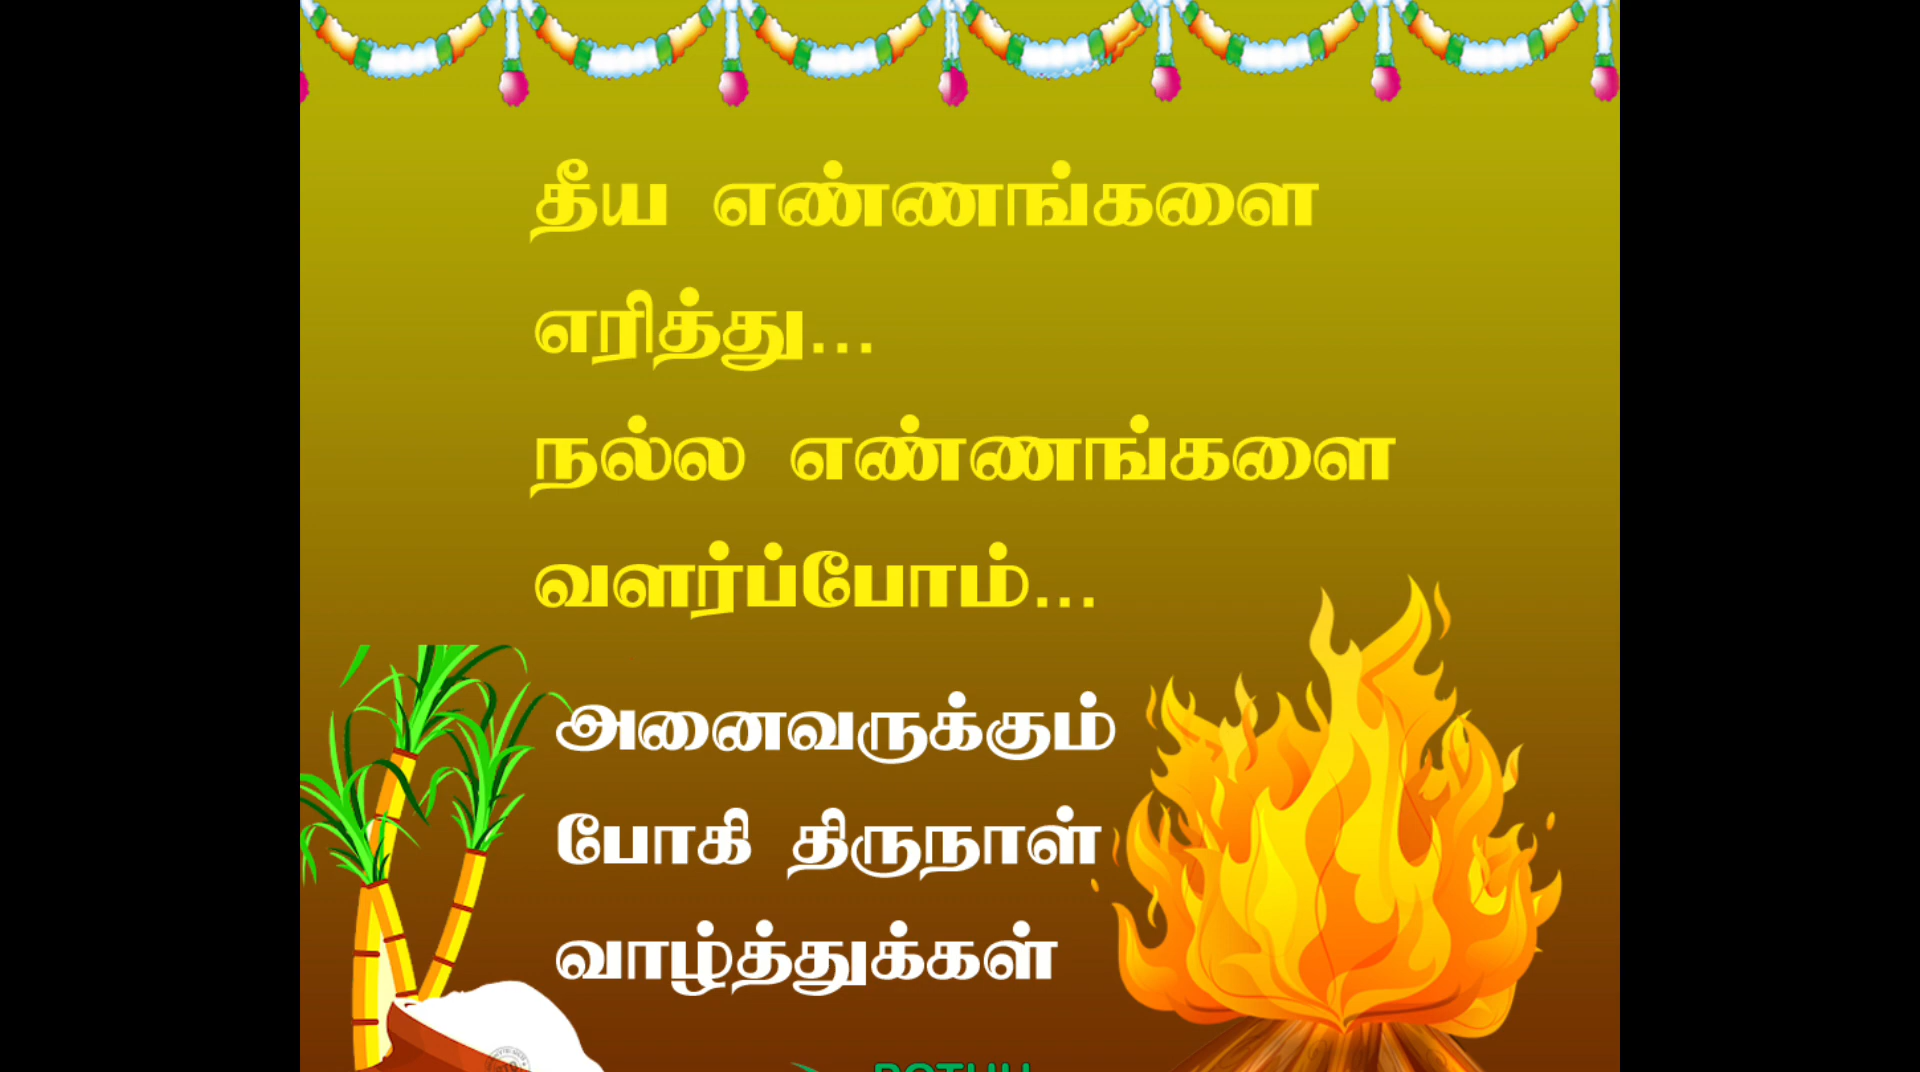 தீய எண்ணங்களை
எரித்து...
நல்ல எண்ணங்களை
வளர்ப்போம்...
அனைவருக்கும்
போகி திருநாள்
வாழ்த்துக்கள்